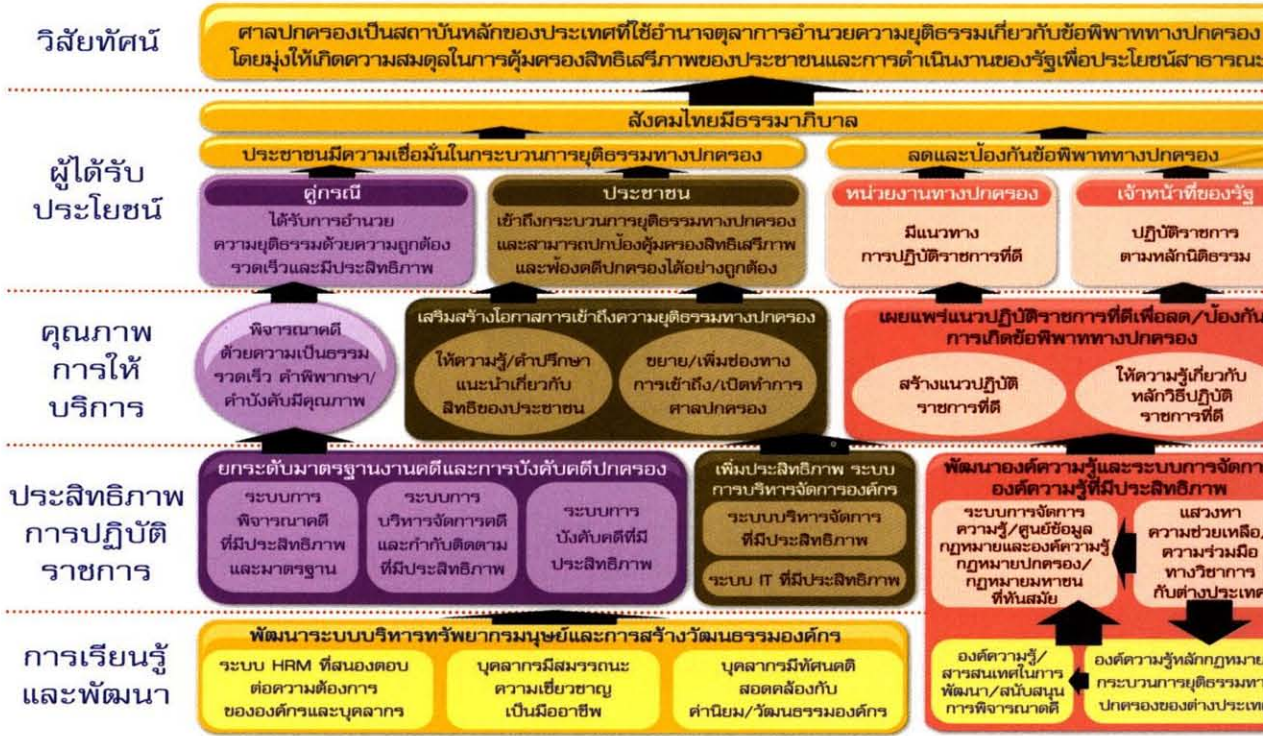 วิสัยทัศน์
ศาลปกครองเป็นสถาบันหลักของประเทศที่ใช้อำนาจตุลาการอำนวยความยุติธรรมเกี่ยวกับข้อพิพาททางปกครอง
โดยมุ่งให้เกิดความสมดุลในการคุ้มครองสิทธิเสรีภาพของประชาชนและการดำเนินงานของรัฐเพื่อประโยชน์สาธารณะ
ผู้ได้รับ
ประโยชน์
สังคมไทยมีธรรมาภิบาล
ประชาชนมีความเชื่อมั่นในกระบวนการยุติธรรมทางปกครอง
ลดและป้องกันข้อพิพาททางปกครอง
คู่กรณี
ได้รับการอำนวย
ความยุติธรรมด้วยความถูกต้อง
รวดเร็วและมีประสิทธิภาพ
ประชาชน
เข้าถึงกระบวนการยุติธรรมทางปกครอง
และสามารถปกป้องคุ้มครองสิทธิเสรีภาพ
และฟ้องคดีปกครองได้อย่างถูกต้อง
หน่วยงานทางปกครอง
มีแนวทาง
การปฏิบัติราชการที่ดี
เจ้าหน้าที่ของรัฐ
ปฏิบัติราชการ
ตามหลักนิติธรรม
คุณภาพ
การให้
บริการ
พิจารณาคดี
ด้วยความเป็นธรรม
รวดเร็ว คำพิพากษา/
คำบังคับมีคุณภาพ
เสริมสร้างโอกาสการเข้าถึงความยุติธรรมทางปกครอง
ให้ความรู้/คำปรึกษา
แนะนำเกี่ยวกับ
สิทธิของประชาชน
ขยาย/เพิ่มช่องทาง
การเข้าถึง/เปิดทำการ
ศาลปกครอง
เผยแพร่แนวปฏิบัติราชการที่ดีเพื่อลด/ป้องกัน
การเกิดข้อพิพาททางปกครอง
สร้างแนวปฏิบัติ
ราชการที่ดี
ให้ความรู้เกี่ยวกับ
หลักวิธีปฏิบัติ
ราชการที่ดี
ประสิทธิภาพ
การปฏิบัติ
ราชการ
ยกระดับมาตรฐานงานคดีและการบังคับคดีปกครอง
ระบบการ
พิจารณาคดี
ที่มีประสิทธิภาพ
และมาตรฐาน
ระบบการ
บริหารจัดการคดี
และกำกับติดตาม
ที่มีประสิทธิภาพ
ระบบการ
บังคับคดีที่มี
ประสิทธิภาพ
เพิ่มประสิทธิภาพ ระบบ
การบริหารจัดการองค์กร
ระบบบริหารจัดการ
ที่มีประสิทธิภาพ
ระบบ IT ที่มีประสิทธิภาพ
พัฒนาองค์ความรู้และระบบการจัดการ
องค์ความรู้ที่มีประสิทธิภาพ
ระบบการจัดการ
ความรู้/ศูนย์ข้อมูล
กฎหมายและองค์ความรู้
กฎหมายปกครอง/
กฎหมายมหาชน
ที่ทันสมัย
แสวงหา
ความช่วยเหลือ/
ความร่วมมือ
ทางวิชาการ
กับต่างประเทศ
การเรียนรู้
และพัฒนา
พัฒนาระบบบริหารทรัพยากรมนุษย์และการสร้างวัฒนธรรมองค์กร
ระบบ HRM ที่สนองตอบ
ต่อความต้องการ
ขององค์กรและบุคลากร
บุคลากรมีสมรรถนะ
ความเชี่ยวชาญ
เป็นมืออาชีพ
บุคลากรมีทัศนคติ
สอดคล้องกับ
ค่านิยม/วัฒนธรรมองค์กร
องค์ความรู้/
สารสนเทศในการ
พัฒนา/สนับสนุน
การพิจารณาคดี
องค์ความรู้หลักกฎหมาย
กระบวนการยุติธรรมทาง
ปกครองของต่างประเทศ